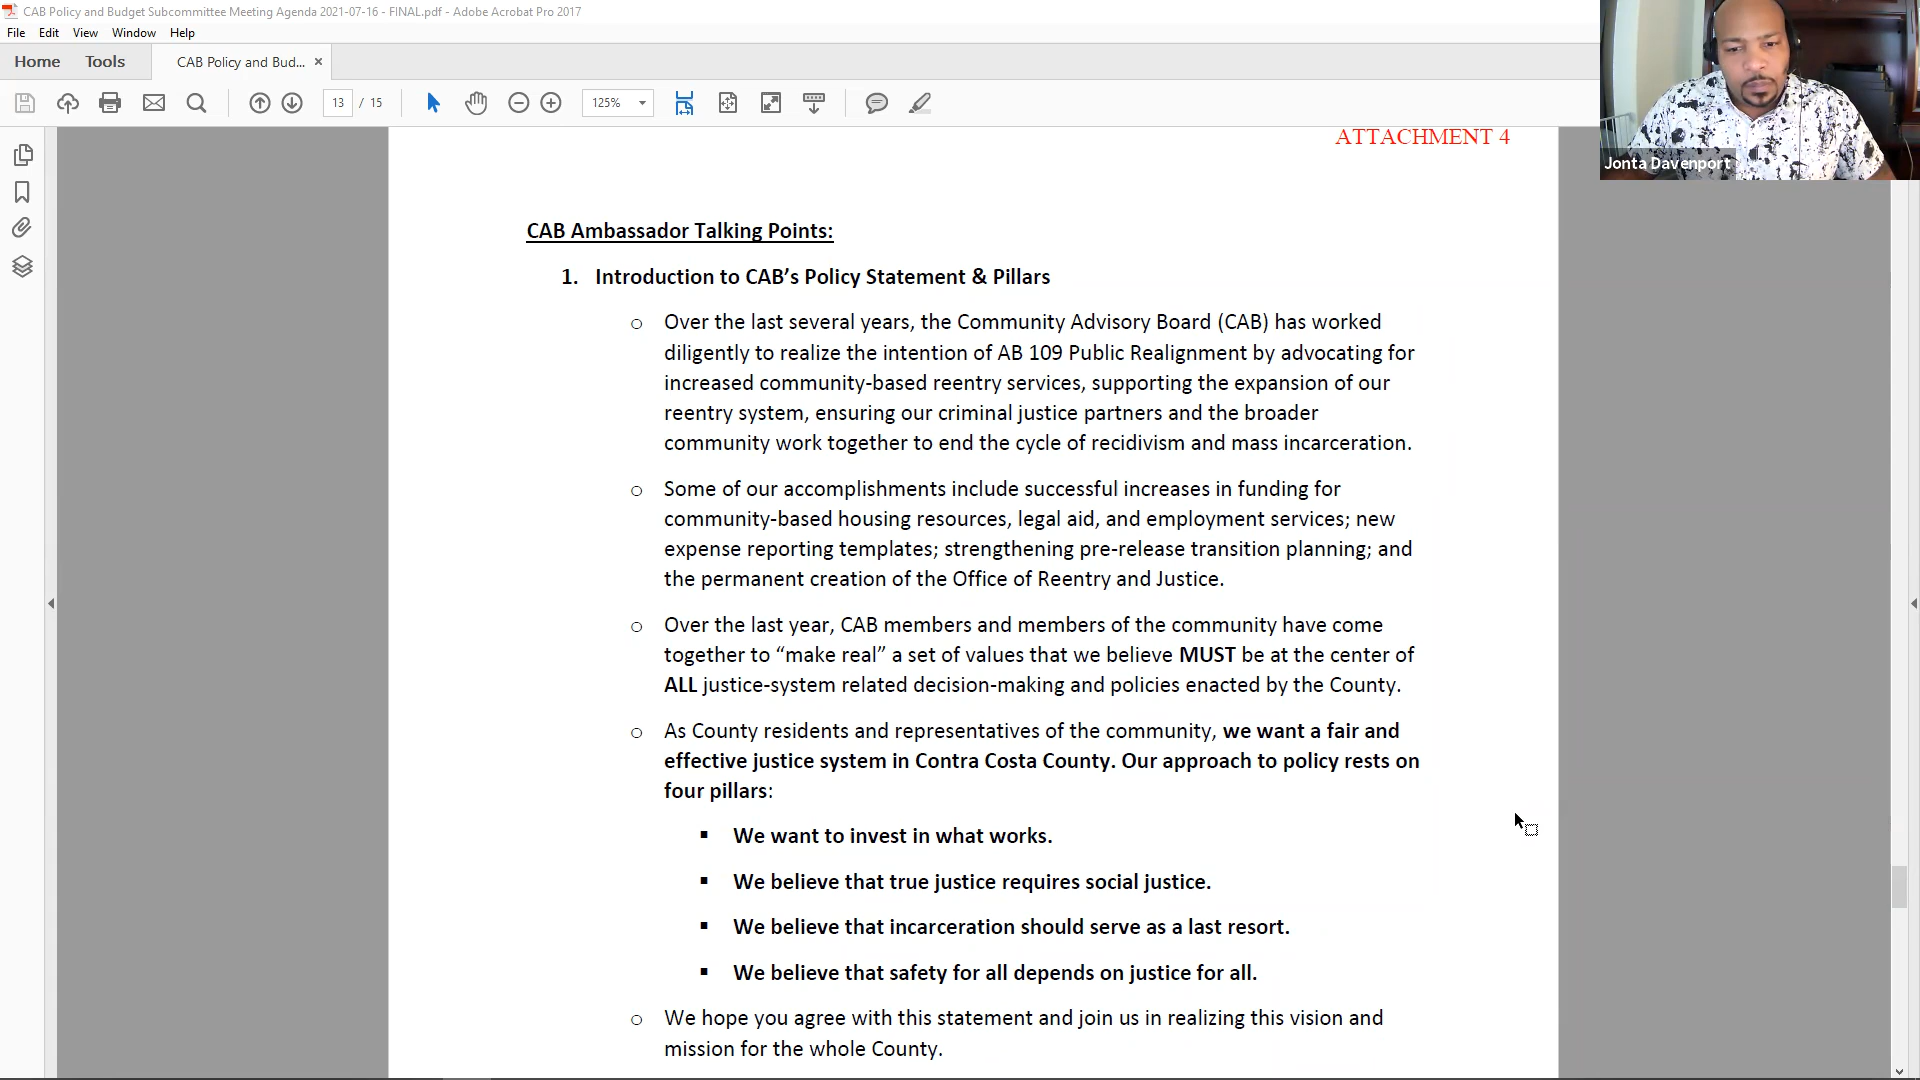 CAB Policy and Budget Subcommittee Meeting Agenda 2021-07-16 - FINAL.pdf - Adobe Acrobat Pro 2017
File Edit View Window Help
Home Tools CAB Policy and Bud... ×
13 / 15 125%
Jonta Davenport
ATTACHMENT 4
CAB Ambassador Talking Points:
1. Introduction to CAB’s Policy Statement & Pillars
o Over the last several years, the Community Advisory Board (CAB) has worked
diligently to realize the intention of AB 109 Public Realignment by advocating for
increased community-based reentry services, supporting the expansion of our
reentry system, ensuring our criminal justice partners and the broader
community work together to end the cycle of recidivism and mass incarceration.
o Some of our accomplishments include successful increases in funding for
community-based housing resources, legal aid, and employment services; new
expense reporting templates; strengthening pre-release transition planning; and
the permanent creation of the Office of Reentry and Justice.
o Over the last year, CAB members and members of the community have come
together to “make real” a set of values that we believe MUST be at the center of
ALL justice-system related decision-making and policies enacted by the County.
o As County residents and representatives of the community, we want a fair and
effective justice system in Contra Costa County. Our approach to policy rests on
four pillars:
▪ We want to invest in what works.
▪ We believe that true justice requires social justice.
▪ We believe that incarceration should serve as a last resort.
▪ We believe that safety for all depends on justice for all.
o We hope you agree with this statement and join us in realizing this vision and
mission for the whole County.